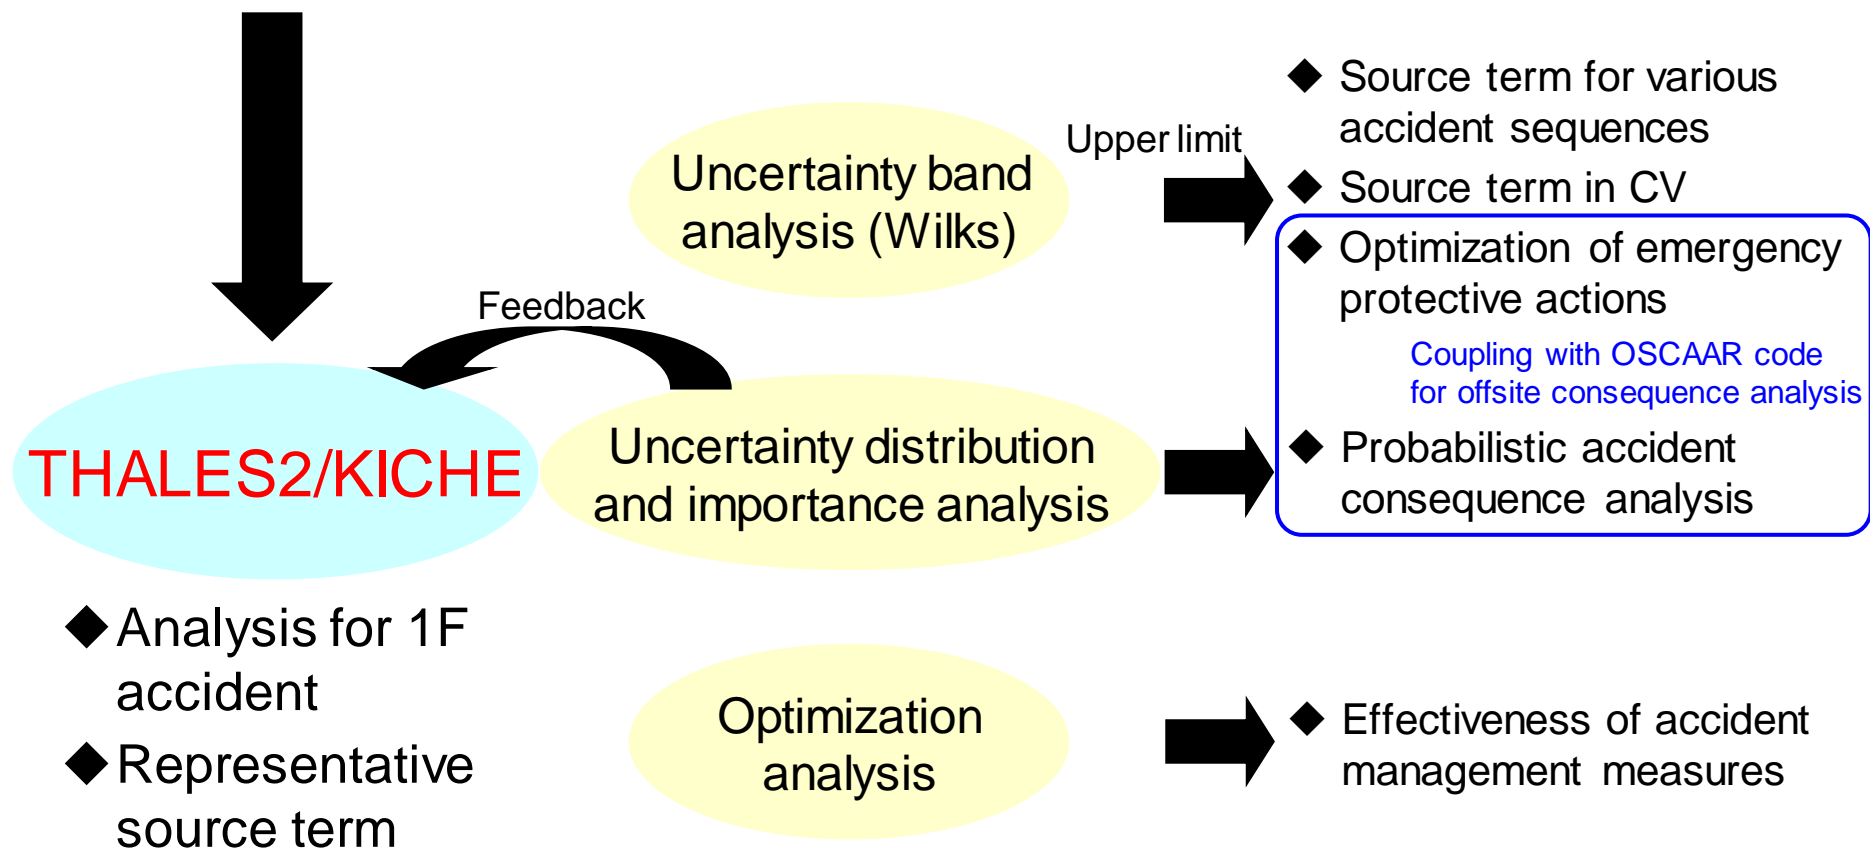 Uncertainty band
analysis (Wilks)
Upper limit
◆ Source term for various
accident sequences
◆ Source term in CV
◆ Optimization of emergency
protective actions
Coupling with OSCAAR code
for offsite consequence analysis
Feedback
THALES2/KICHE
Uncertainty distribution
and importance analysis
◆ Probabilistic accident
consequence analysis
◆ Analysis for 1F
accident
◆ Representative
source term
Optimization
analysis
◆ Effectiveness of accident
management measures